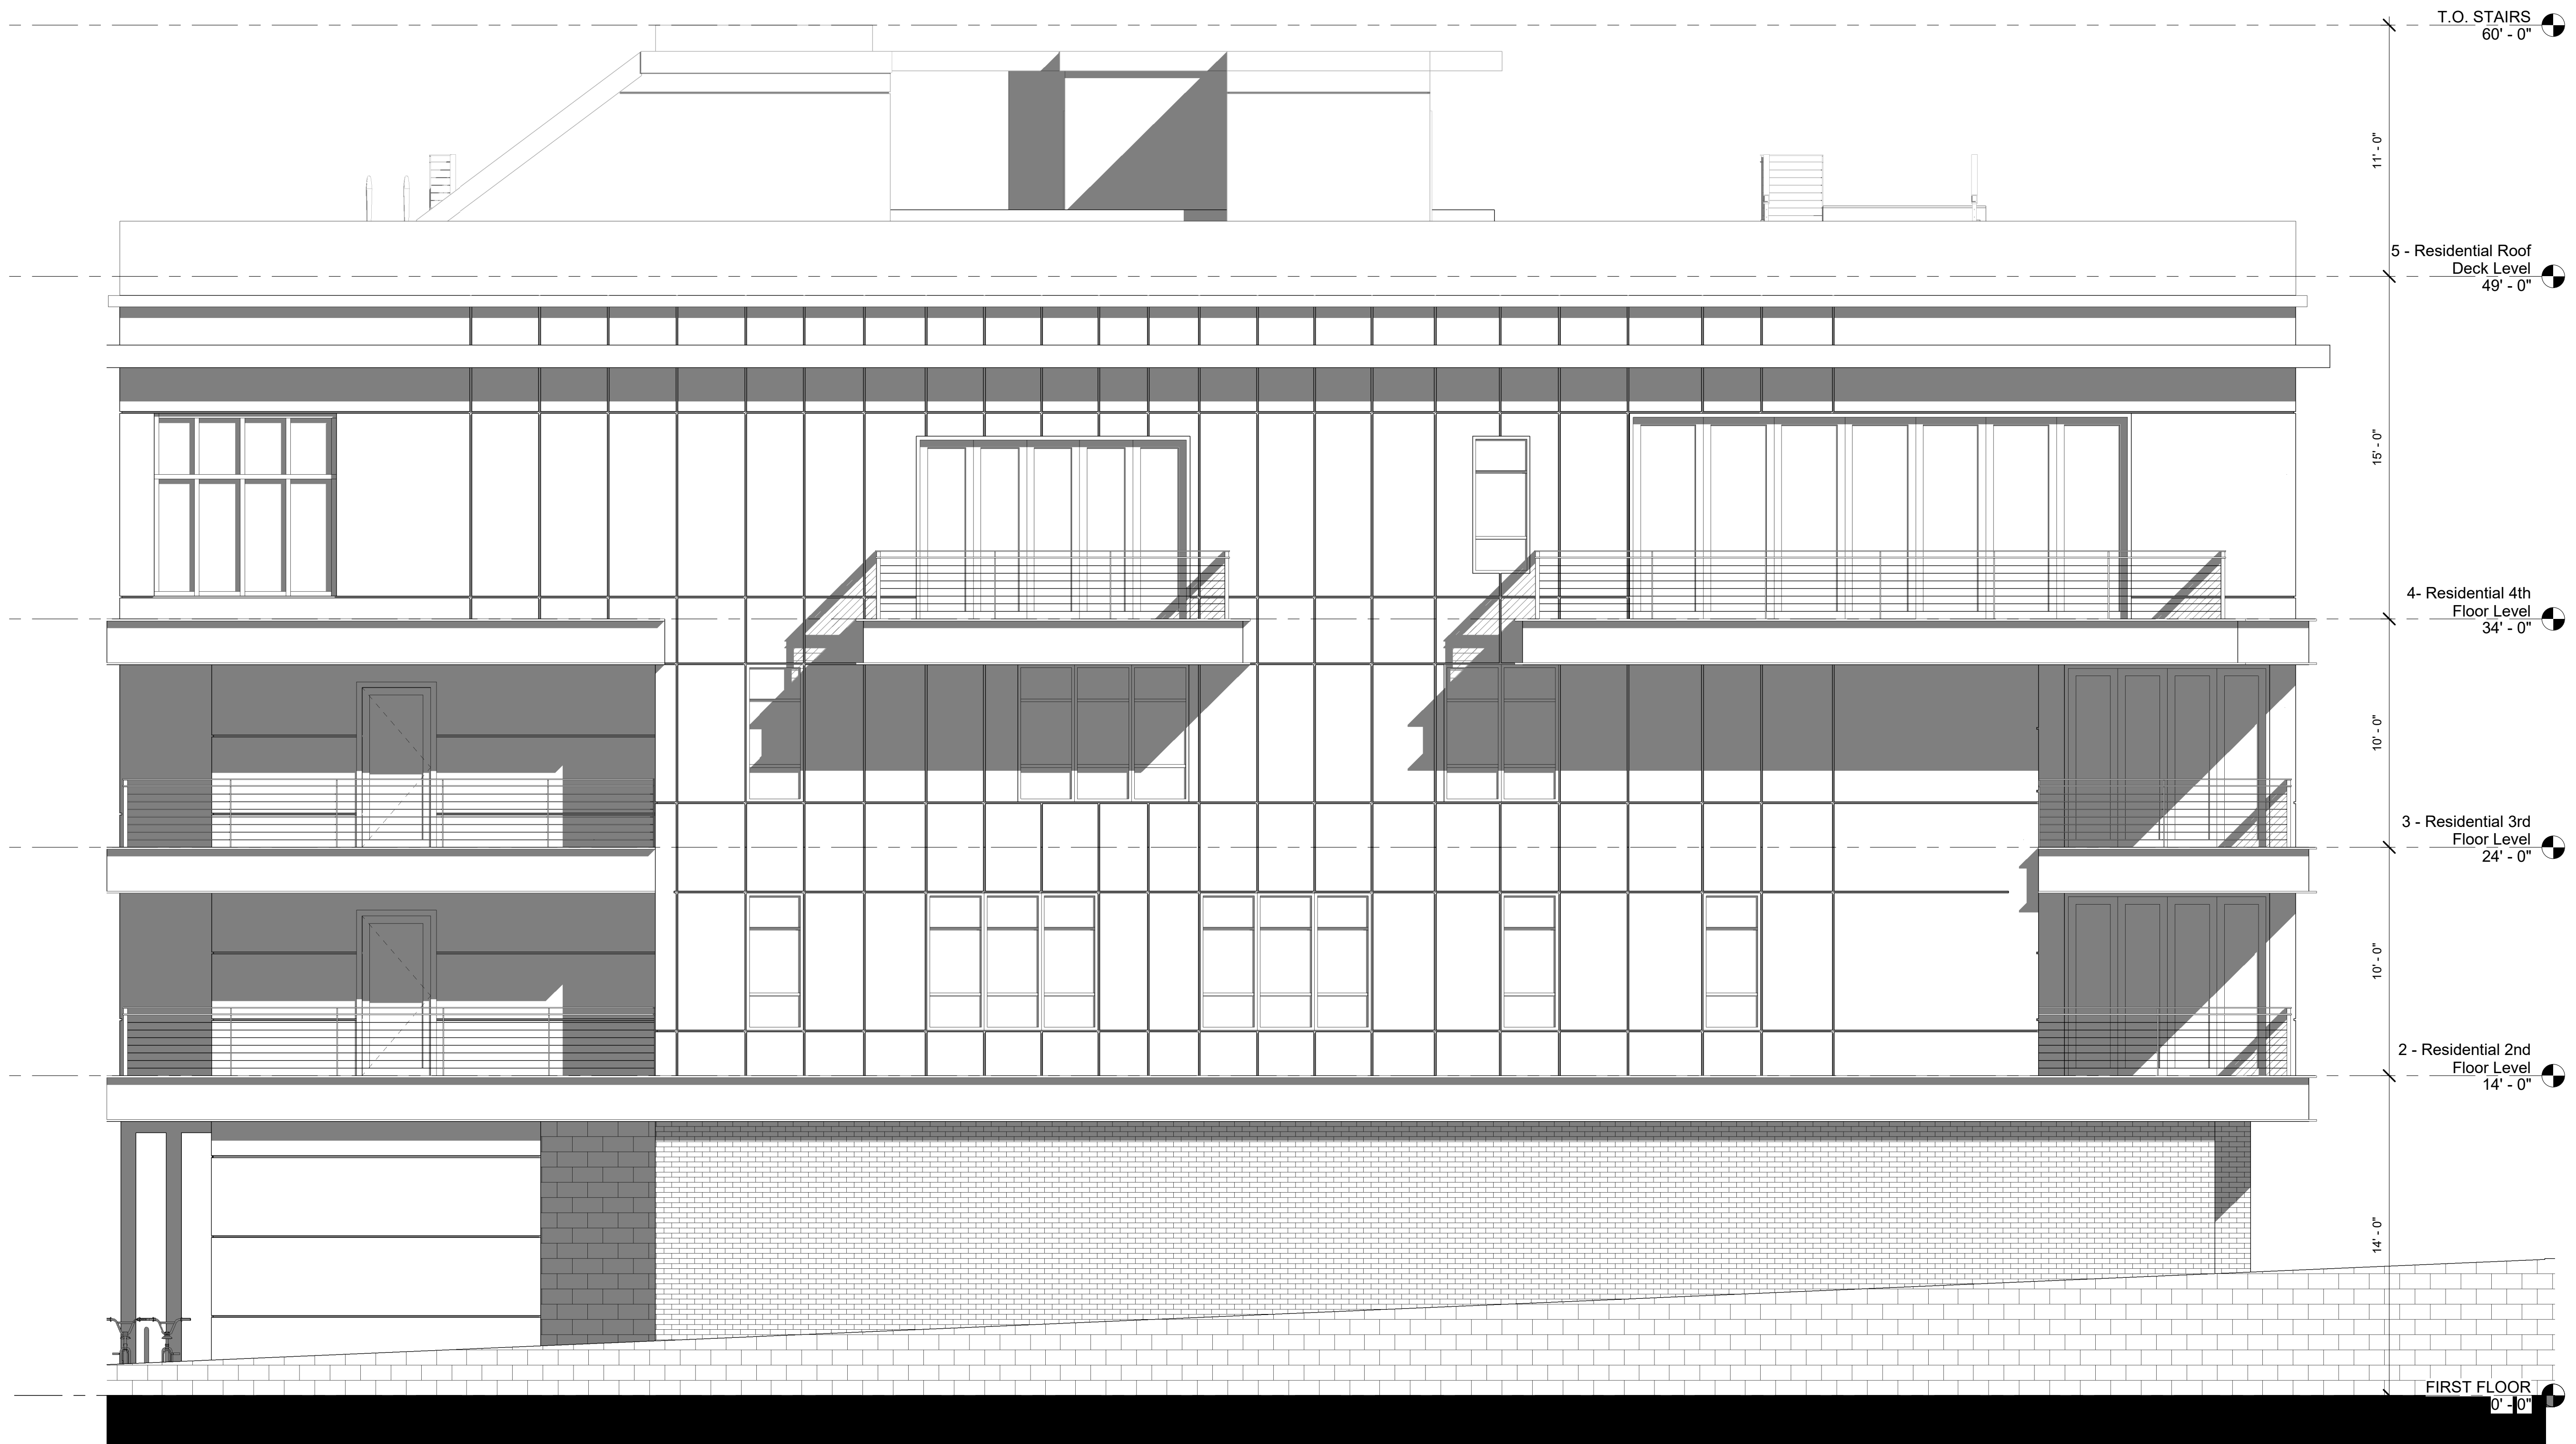 T.O. STAIRS
60' - 0"
11' - 0"
5 - Residential Roof
Deck Level
49' - 0"
15' - 0"
4- Residential 4th
Floor Level
34' - 0"
10' - 0"
3 - Residential 3rd
Floor Level
24' - 0"
10' - 0"
2 - Residential 2nd
Floor Level
14' - 0"
14' - 0"
FIRST FLOOR
0' - 0"